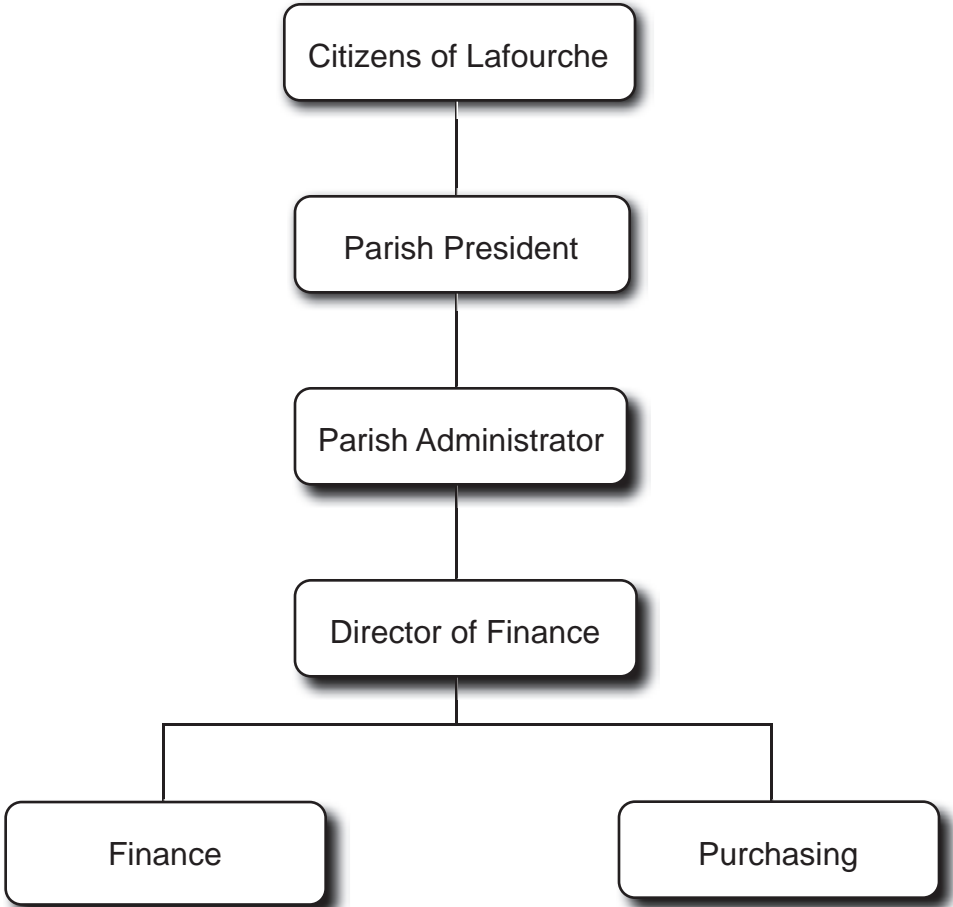 Citizens of Lafourche
Parish President
Parish Administrator
Director of Finance
Finance
Purchasing